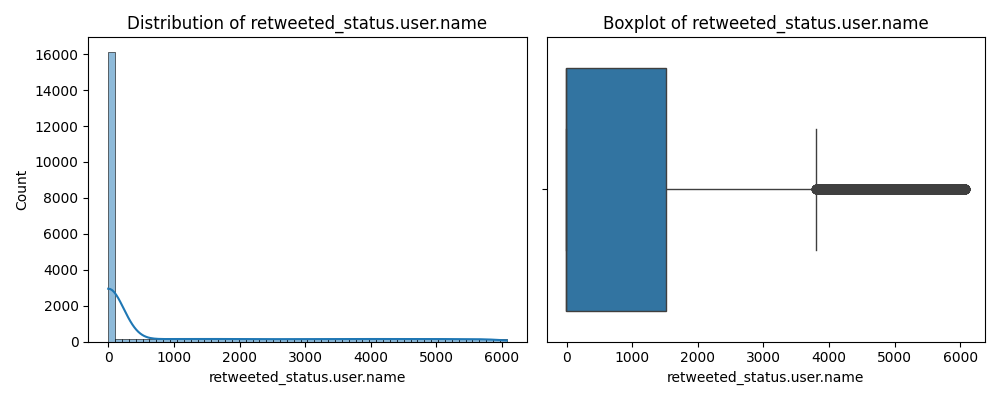 Distribution of retweeted_status.user.name
16000
14000
12000
10000
8000
6000
4000
2000
0
Count
0 1000 2000 3000 4000 5000 6000
retweeted_status.user.name
Boxplot of retweeted_status.user.name
0 1000 2000 3000 4000 5000 6000
retweeted_status.user.name